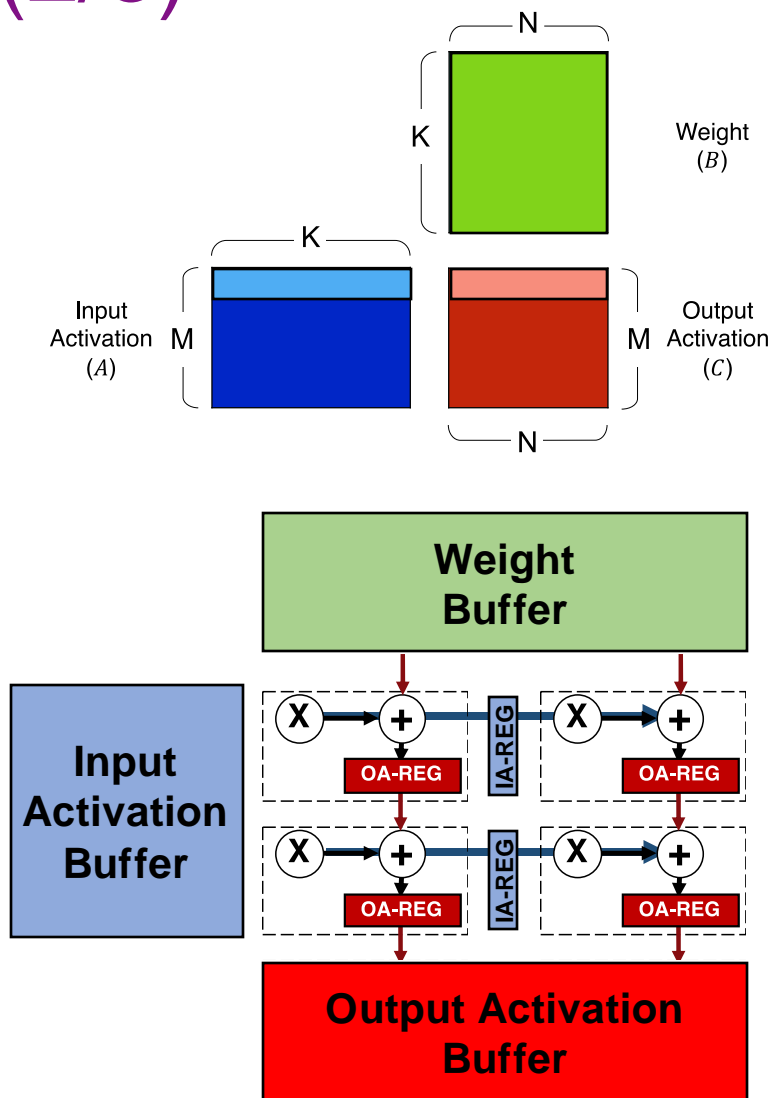 N
K
Weight
(B)
K
Input
Activation
(A)
M
M
Output
Activation
(C)
N
Weight
Buffer
Input
Activation
Buffer
X
+
IA-REG
X
+
OA-REG
OA-REG
X
+
IA-REG
X
+
OA-REG
OA-REG
Output Activation
Buffer